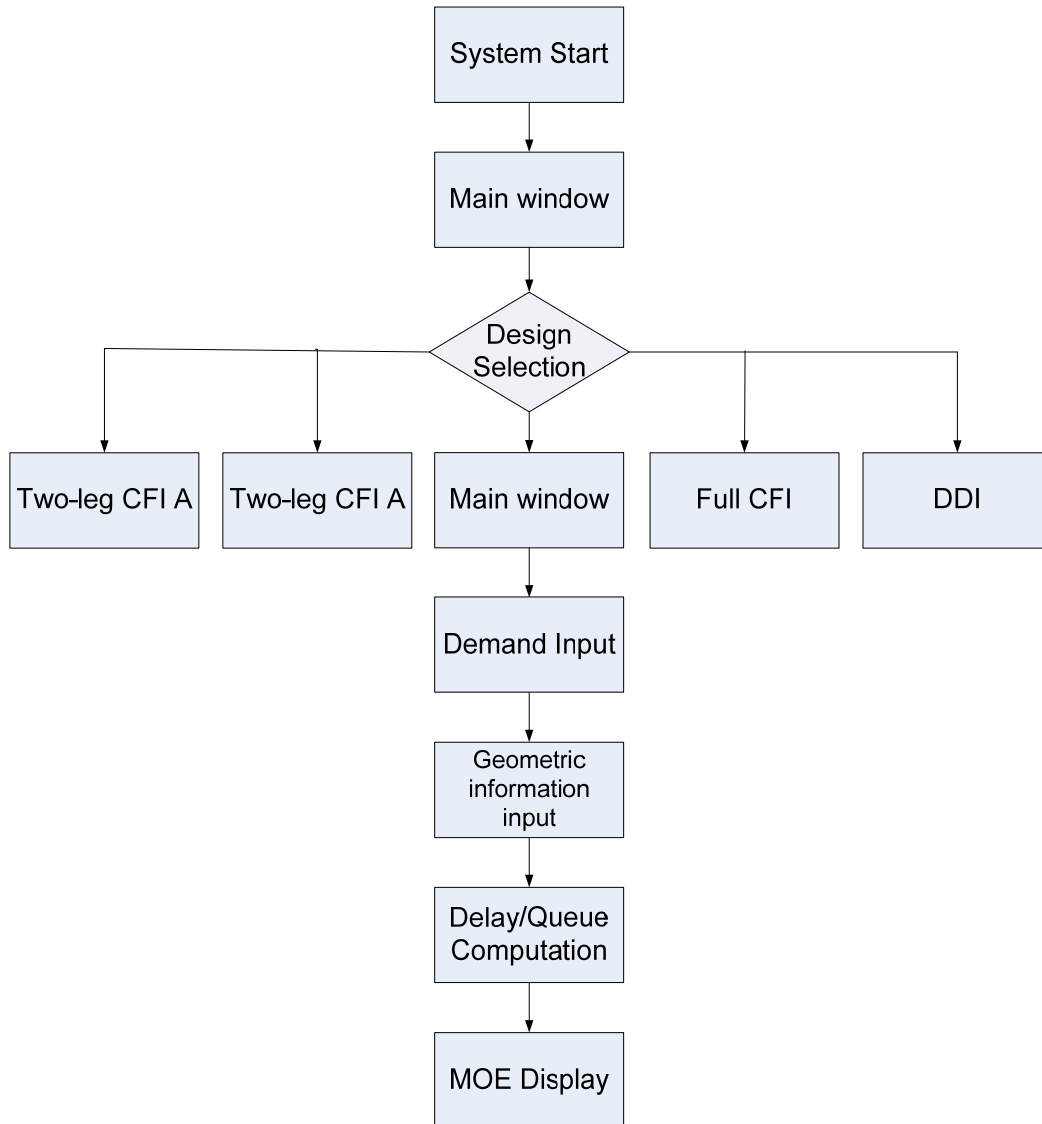 System Start
Main window
Design
Selection
Two-leg CFI A
Two-leg CFI A
Main window
Full CFI
DDI
Demand Input
Geometric
information
input
Delay/Queue
Computation
MOE Display